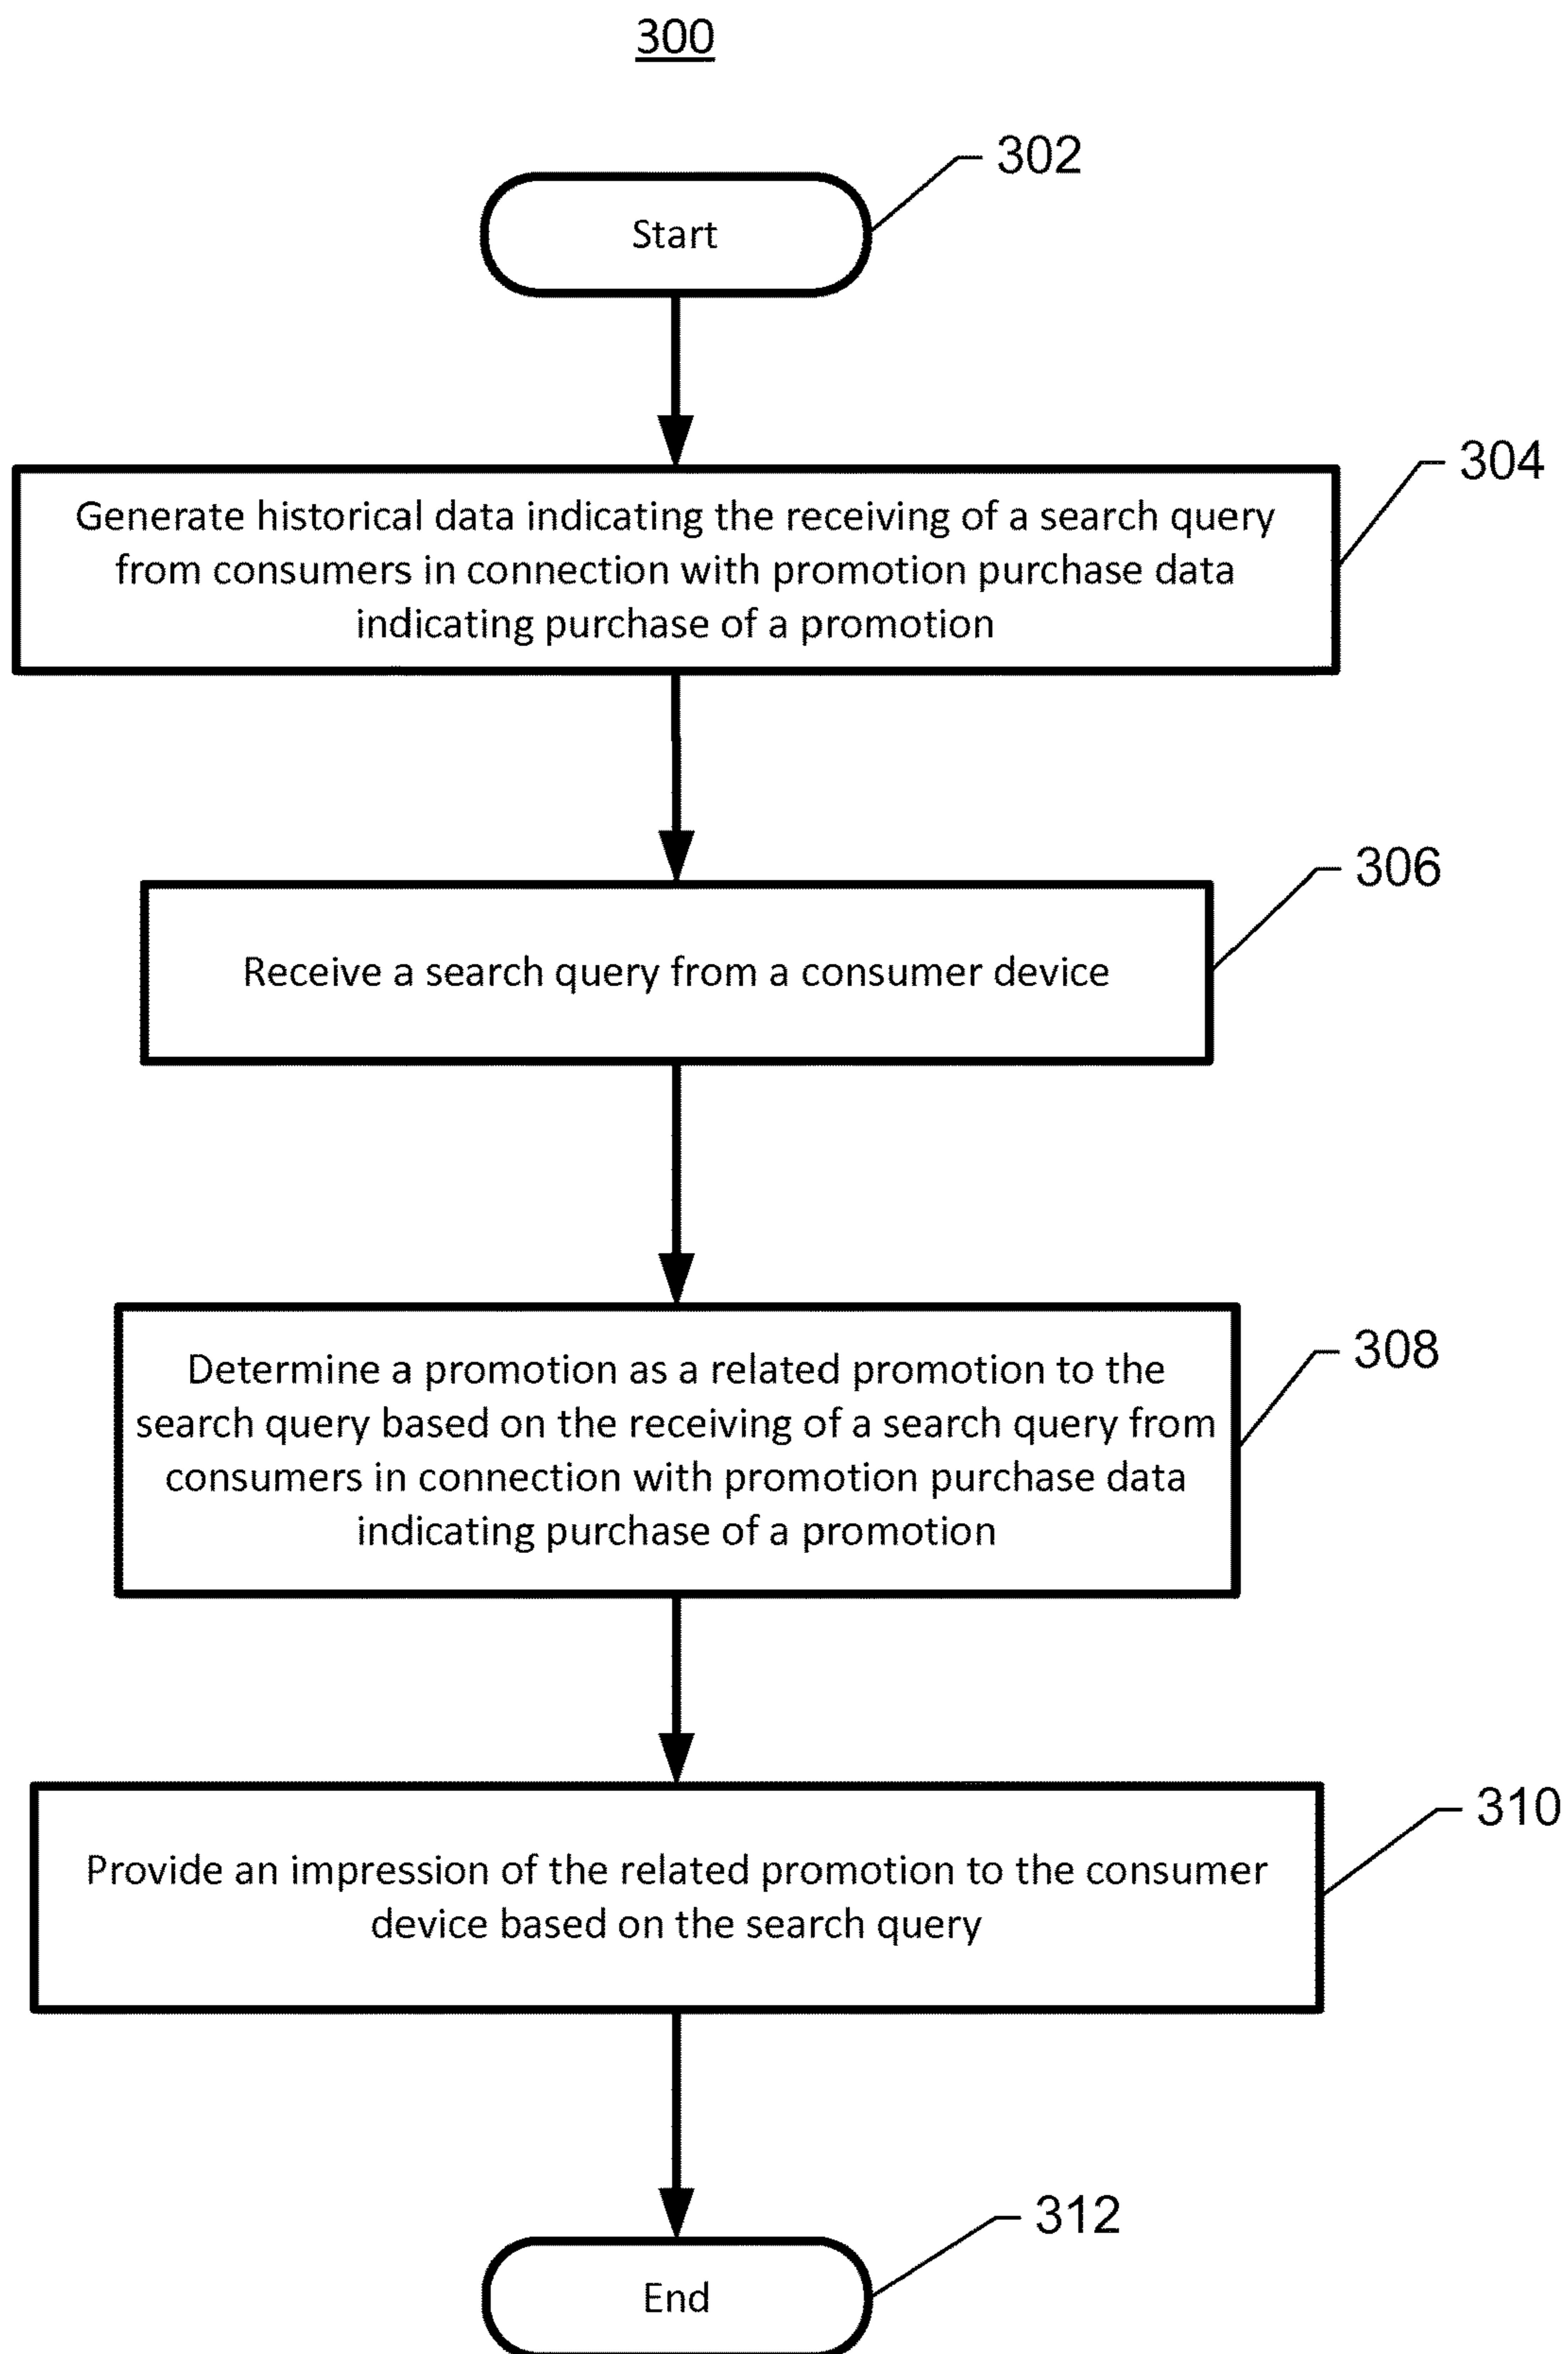 300
302
Start
304
Generate historical data indicating the receiving of a search query
from consumers in connection with promotion purchase data
indicating purchase of a promotion
306
Receive a search query from a consumer device
308
Determine a promotion as a related promotion to the
search query based on the receiving of a search query from
consumers in connection with promotion purchase data
indicating purchase of a promotion
310
Provide an impression of the related promotion to the consumer
device based on the search query
312
End